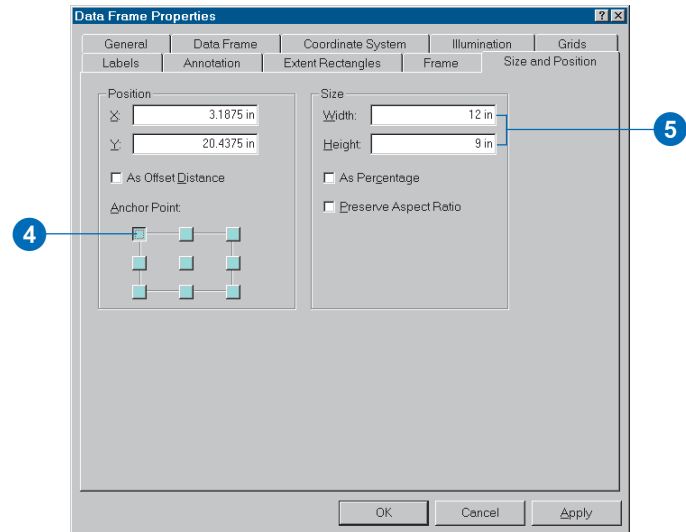 Data Frame Properties
General Data Frame Coordinate System Illumination Grids
Labels Annotation Extent Rectangles Frame Size and Position
Position
X: 3.1875 in
Y: 20.4375 in
As Offset Distance
Anchor Point:
4
Size
Width: 12 in
Height: 9 in
5
As Percentage
Preserve Aspect Ratio
OK Cancel Apply